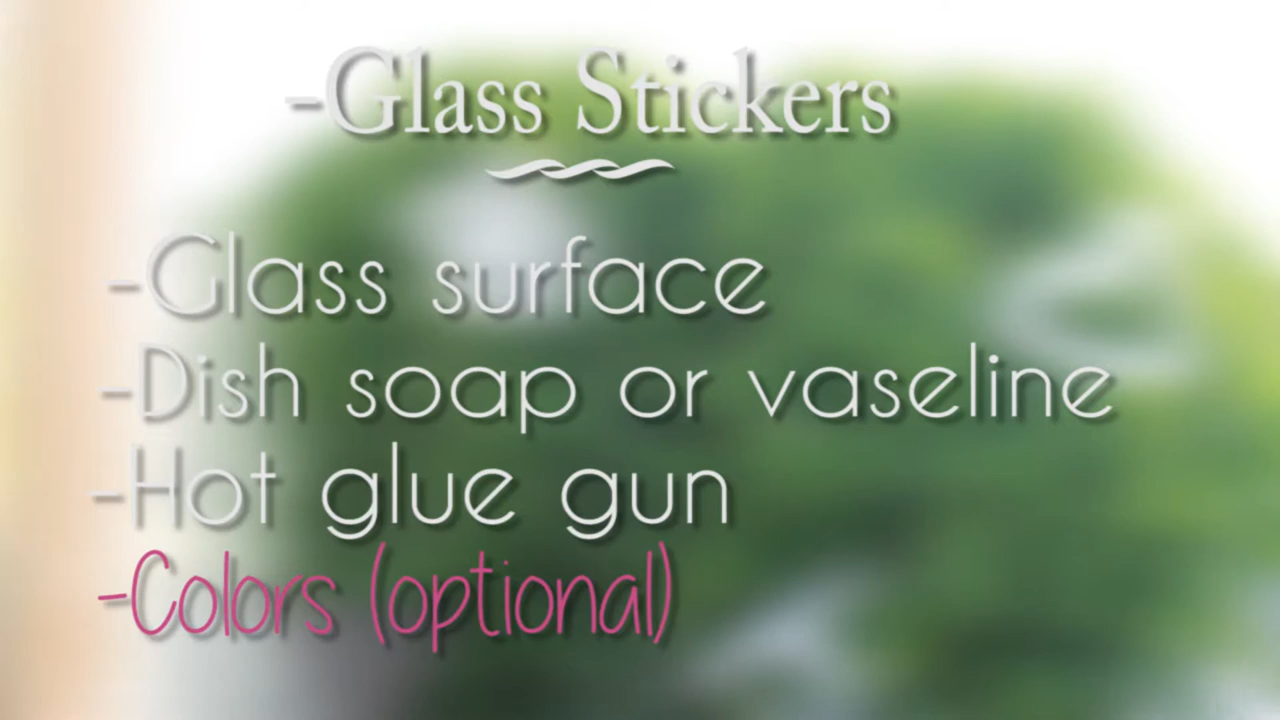 -Glass Stickers
-Glass surface
-Dish soap or vaseline
-Hot glue gun
-Colors (optional)